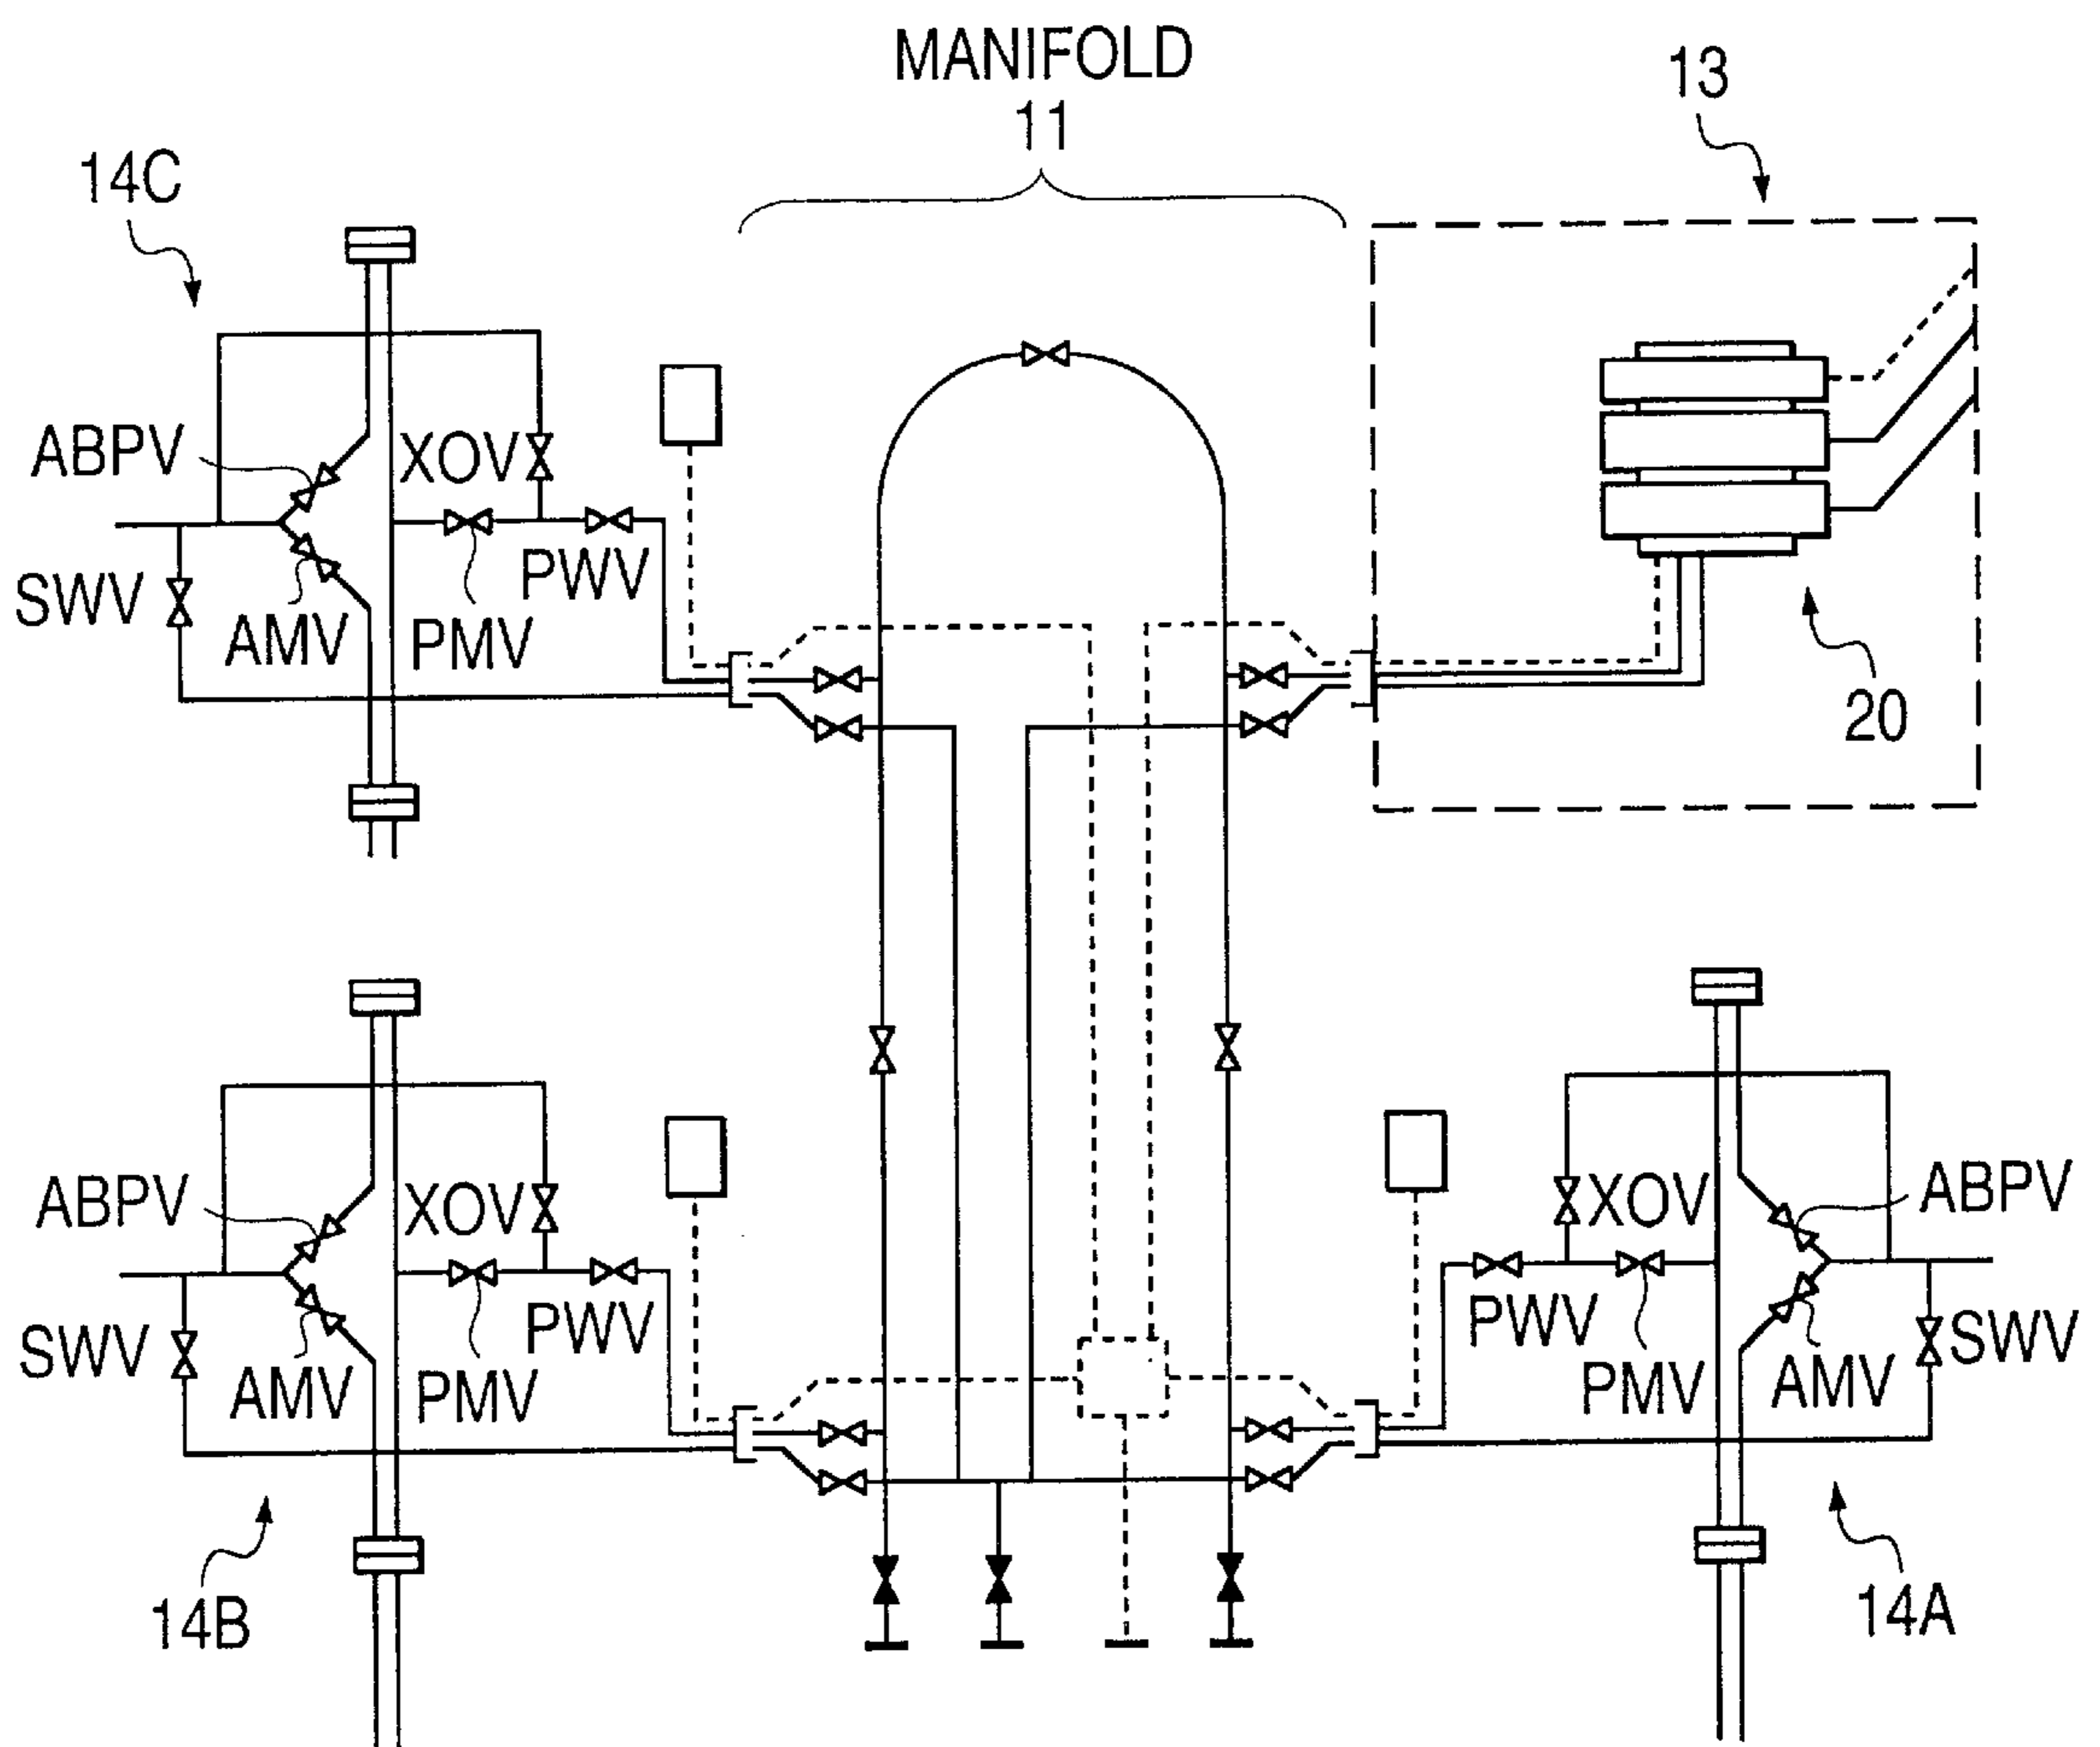 MANIFOLD
11
13
14C
ABPV
XOV
SWV
AMV
PMV
PWV
20
ABPV
XOV
SWV
AMV
PMV
PWV
14B
XOV
ABPV
PWV
PMV
AMV
SWV
14A